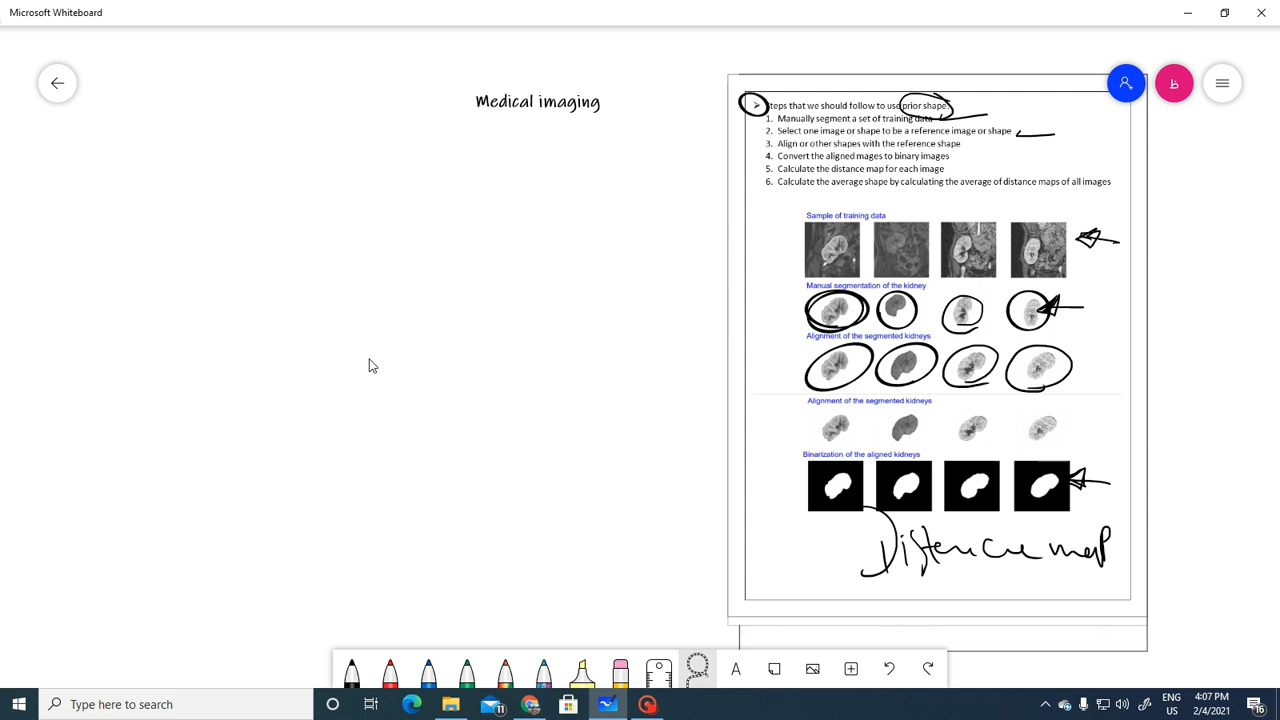 Microsoft Whiteboard
Medical imaging
steps that we should follow to use prior shape:
1. Manually segment a set of training data
2. Select one image or shape to be a reference image or shape
3. Align or other shapes with the reference shape
4. Convert the aligned mages to binary images
5. Calculate the distance map for each image
6. Calculate the average shape by calculating the average of distance maps of all images
Sample of training data
Manual segmentation of the kidney
Alignment of the segmented kidneys
Alignment of the segmented kidneys
Binarization of the aligned kidneys
Distence map
ط
A
Type here to search
11
ENG
US
4:07 PM
2/4/2021
16